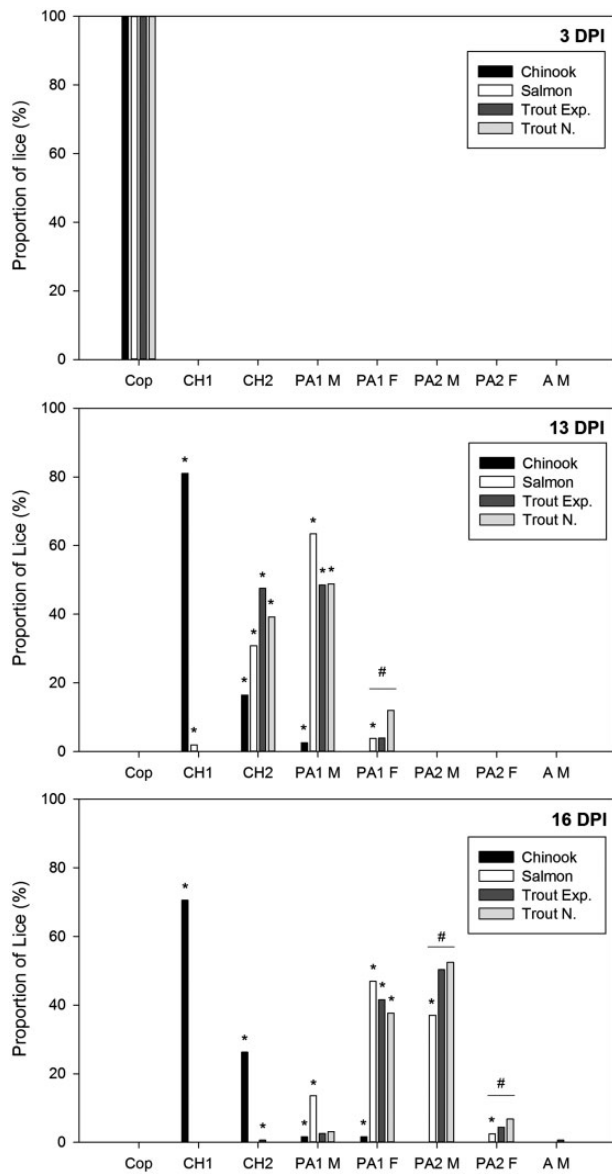 3 DPI
Chinook
Salmon
Trout Exp.
Trout N.
Proportion of lice (%)
100
80
60
40
20
0
Cop CH1 CH2 PA1 M PA1 F PA2 M PA2 F A M
13 DPI
Chinook
Salmon
Trout Exp.
Trout N.
Proportion of Lice (%)
100
80
60
40
20
0
* * * * * * * * * * * #
Cop CH1 CH2 PA1 M PA1 F PA2 M PA2 F A M
16 DPI
Chinook
Salmon
Trout Exp.
Trout N.
Proportion of Lice (%)
100
80
60
40
20
0
* * * * * * * * * * # * #
Cop CH1 CH2 PA1 M PA1 F PA2 M PA2 F A M